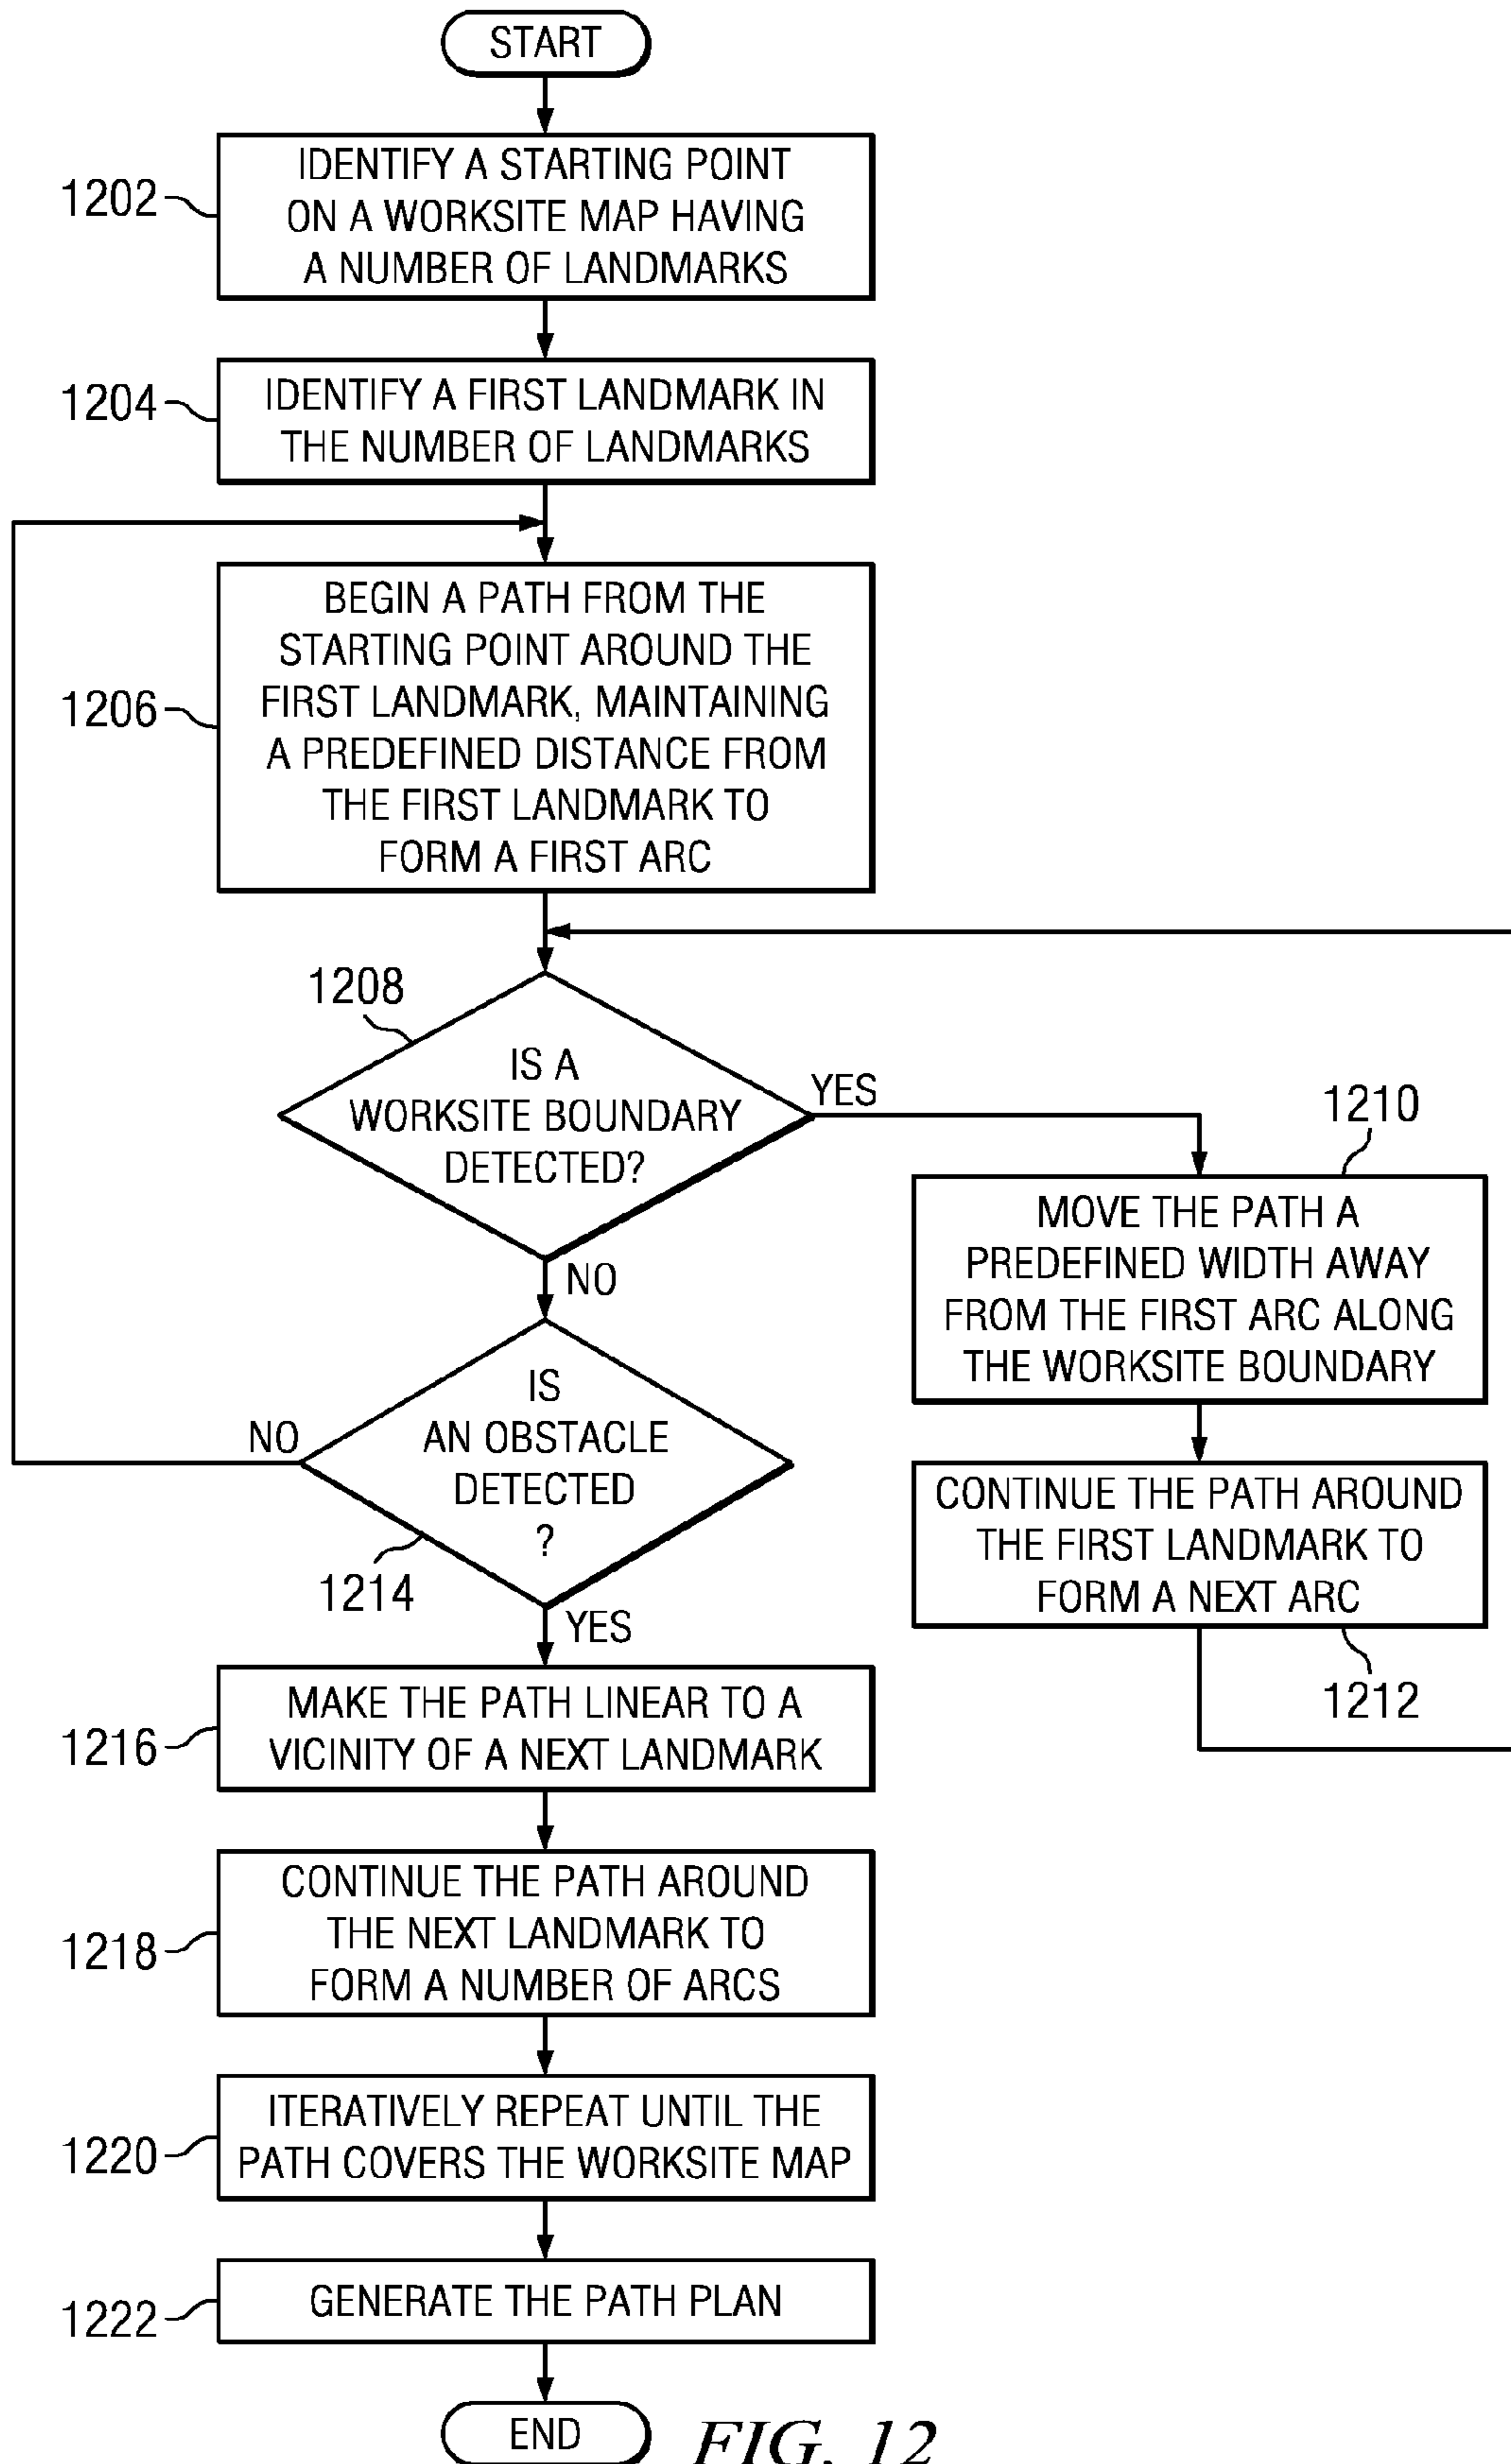 START
1202
IDENTIFY A STARTING POINT
ON A WORKSITE MAP HAVING
A NUMBER OF LANDMARKS
1204
IDENTIFY A FIRST LANDMARK IN
THE NUMBER OF LANDMARKS
1206
BEGIN A PATH FROM THE
STARTING POINT AROUND THE
FIRST LANDMARK, MAINTAINING
A PREDEFINED DISTANCE FROM
THE FIRST LANDMARK TO
FORM A FIRST ARC
1208
IS A
WORKSITE BOUNDARY
DETECTED?
YES
NO
1210
MOVE THE PATH A
PREDEFINED WIDTH AWAY
FROM THE FIRST ARC ALONG
THE WORKSITE BOUNDARY
CONTINUE THE PATH AROUND
THE FIRST LANDMARK TO
FORM A NEXT ARC
1212
IS
AN OBSTACLE
DETECTED
?
NO
1214
YES
1216
MAKE THE PATH LINEAR TO A
VICINITY OF A NEXT LANDMARK
1218
CONTINUE THE PATH AROUND
THE NEXT LANDMARK TO
FORM A NUMBER OF ARCS
1220
ITERATIVELY REPEAT UNTIL THE
PATH COVERS THE WORKSITE MAP
1222
GENERATE THE PATH PLAN
END
FIG. 12